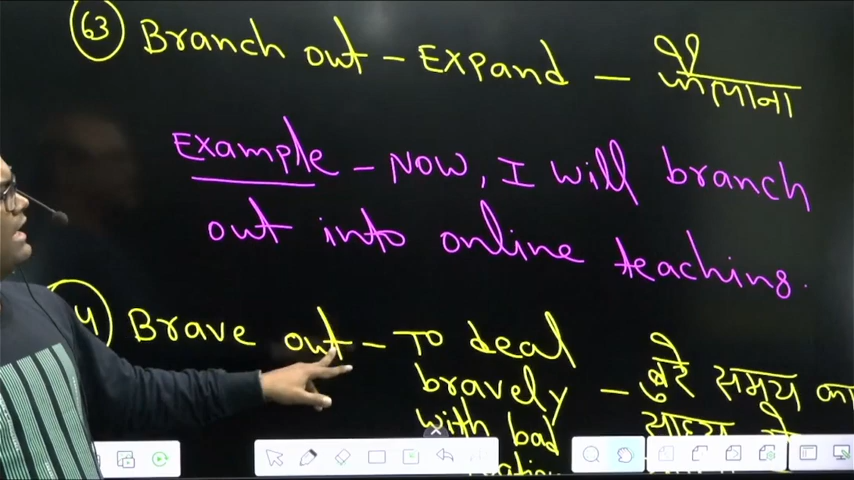 63 Branch out - Expand - फैलाना
Example - Now, I will branch
out into online teaching.
Brave out - To deal
bravely - बुरे समय का
with bad